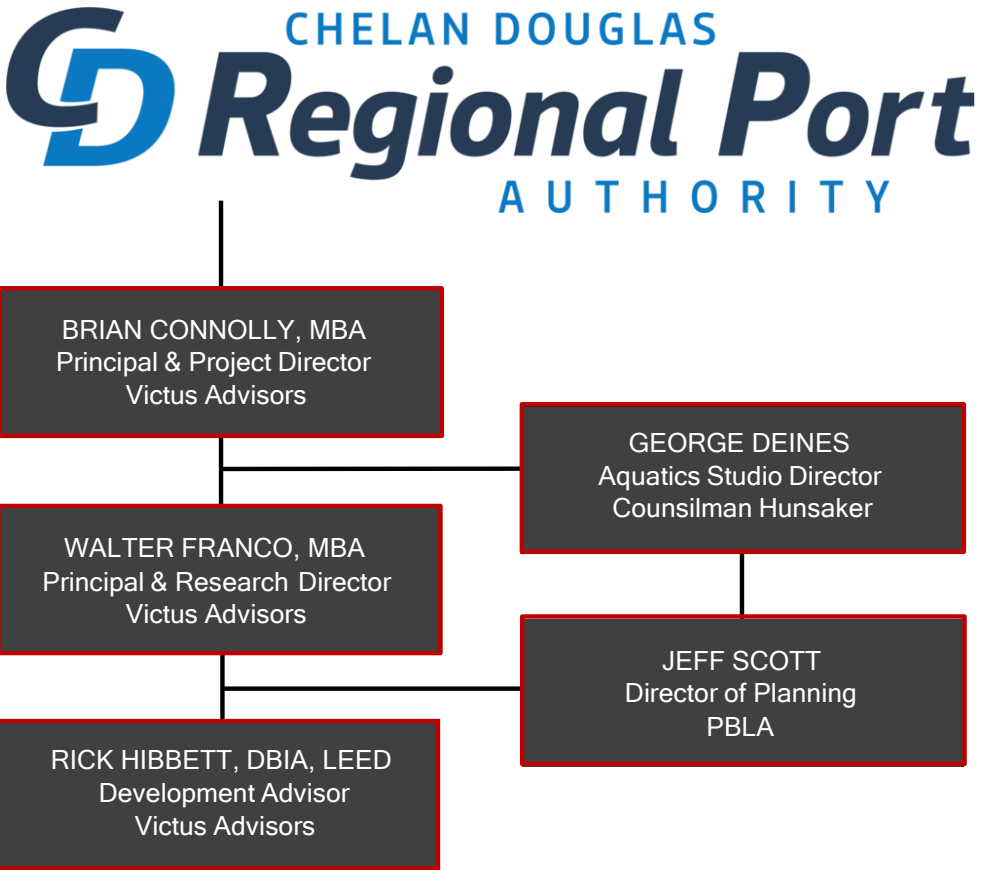 CHELAN DOUGLAS
CD Regional Port
AUTHORITY
BRIAN CONNOLLY, MBA
Principal & Project Director
Victus Advisors
GEORGE DEINES
Aquatics Studio Director
Counsilman Hunsaker
WALTER FRANCO, MBA
Principal & Research Director
Victus Advisors
JEFF SCOTT
Director of Planning
PBLA
RICK HIBBETT, DBIA, LEED
Development Advisor
Victus Advisors